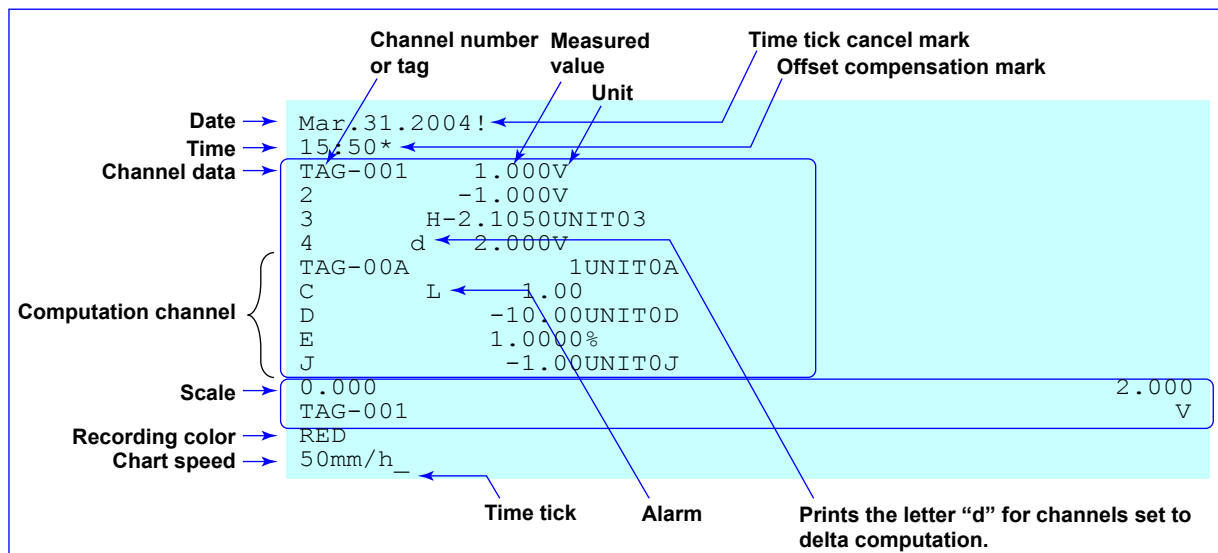 Channel number or tag
Measured value
Unit
Time tick cancel mark
Offset compensation mark
Date
Mar.31.2004!
Time
15:50*
Channel data
TAG-001 1.000V
2 -1.000V
3 H-2.1050UNIT03
4 d 2.000V
Computation channel
TAG-00A 1UNIT0A
C L 1.00
D -10.00UNIT0D
E 1.0000%
J -1.00UNIT0J
Scale
0.000 2.000
TAG-001 V
Recording color
RED
Chart speed
50mm/h_
Time tick
Alarm
Prints the letter “d” for channels set to
delta computation.